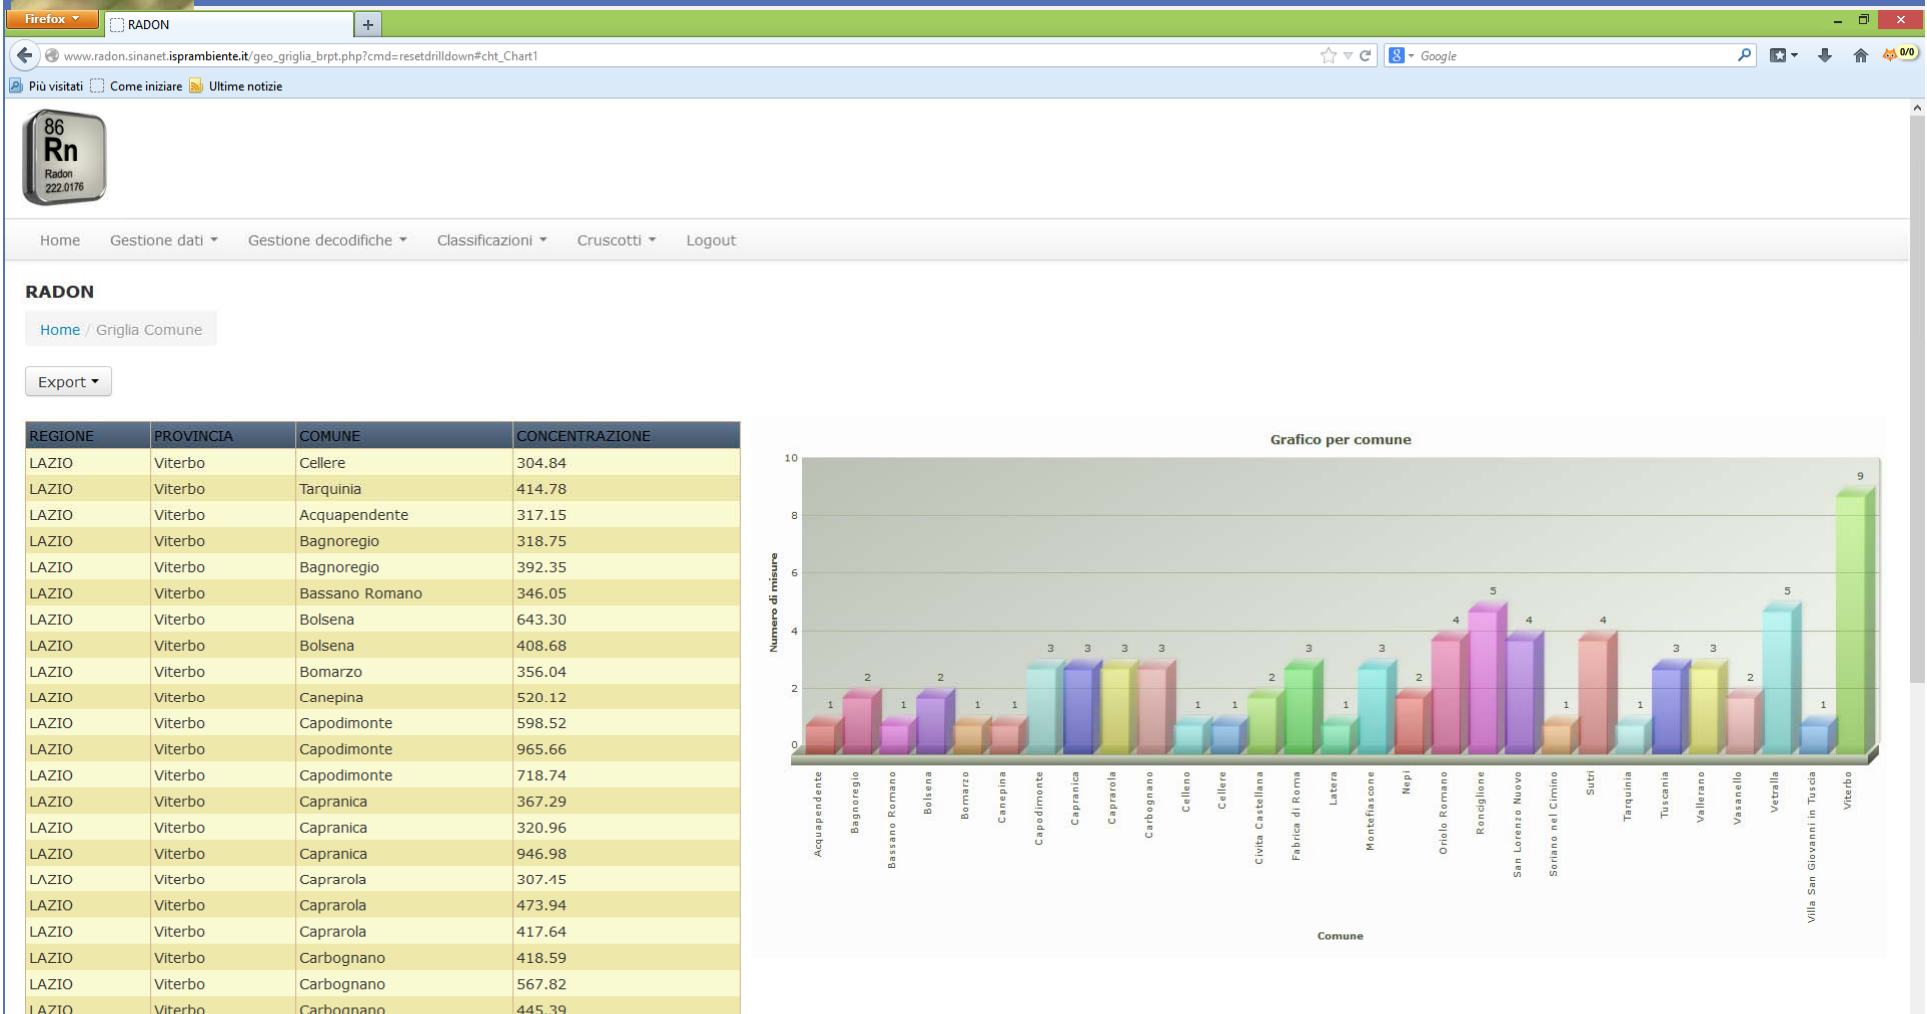 Firefox
RADON
www.radon.sinanet.isprambiente.it/geo_griglia_brpt.php?cmd=resetdrilldown#cht_Chart1
Google
0/0
Più visitati Come iniziare Ultime notizie
86
Rn
Radon
222.0176
Home Gestione dati Gestione decodifiche Classificazioni Cruscotti Logout
RADON
Home / Griglia Comune
Export
REGIONE PROVINCIA COMUNE CONCENTRAZIONE
LAZIO Viterbo Cellere 304.84
LAZIO Viterbo Tarquinia 414.78
LAZIO Viterbo Acquapendente 317.15
LAZIO Viterbo Bagnoregio 318.75
LAZIO Viterbo Bagnoregio 392.35
LAZIO Viterbo Bassano Romano 346.05
LAZIO Viterbo Bolsena 643.30
LAZIO Viterbo Bolsena 408.68
LAZIO Viterbo Bomarzo 356.04
LAZIO Viterbo Canepina 520.12
LAZIO Viterbo Capodimonte 598.52
LAZIO Viterbo Capodimonte 965.66
LAZIO Viterbo Capodimonte 718.74
LAZIO Viterbo Capranica 367.29
LAZIO Viterbo Capranica 320.96
LAZIO Viterbo Capranica 946.98
LAZIO Viterbo Caprarola 307.45
LAZIO Viterbo Caprarola 473.94
LAZIO Viterbo Caprarola 417.64
LAZIO Viterbo Carbognano 418.59
LAZIO Viterbo Carbognano 567.82
LAZIO Viterbo Carbognano 445.39
Grafico per comune
Numero di misure
10
8
6
4
2
0
1 2 1 2 1 1 3 3 3 3 1 1 2 3 1 3 2 4 5 4 1 4 1 3 3 2 5 1 9
Acquapendente
Bagnoregio
Bassano Romano
Bolsena
Bomarzo
Canepina
Capodimonte
Capranica
Caprarola
Carbognano
Celleno
Cellere
Civita Castellana
Fabrica di Roma
Latera
Montefiascone
Nepi
Oriolo Romano
Ronciglione
San Lorenzo Nuovo
Soriano nel Cimino
Sutri
Tarquinia
Tuscania
Vallerano
Vasanello
Vetralla
Villa San Giovanni in Tuscia
Viterbo
Comune